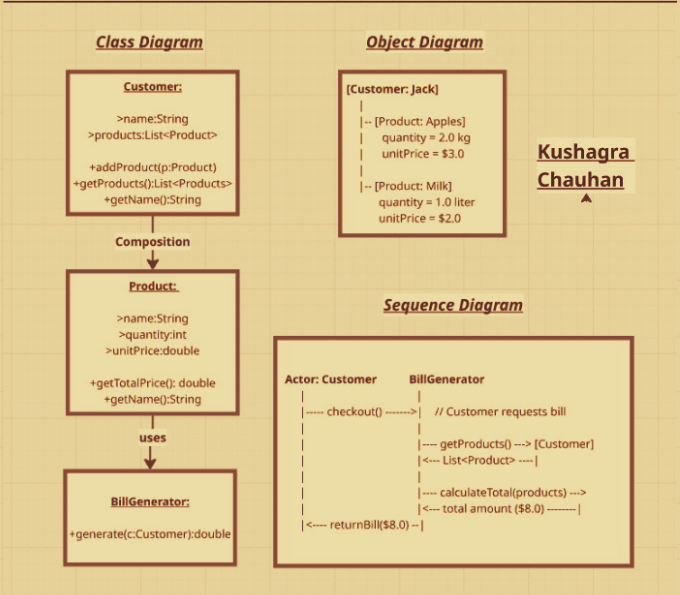 Class Diagram
Customer:
>name:String
>products:List<Product>
+addProduct(p:Product)
+getProducts():List<Products>
+getName():String
Composition
Product:
>name:String
>quantity:int
>unitPrice:double
+getTotalPrice(): double
+getName():String
uses
BillGenerator:
+generate(c:Customer):double
Object Diagram
[Customer: Jack]
|
|-- [Product: Apples]
|     quantity = 2.0 kg
|     unitPrice = $3.0
|
|-- [Product: Milk]
quantity = 1.0 liter
unitPrice = $2.0
Kushagra
Chauhan
Sequence Diagram
Actor: Customer          BillGenerator
|                              |
|----- checkout() ------->|    // Customer requests bill
|                              |
|                              |---- getProducts() ---> [Customer]
|                              |<--- List<Product> ----|
|                              |
|                              |---- calculateTotal(products) --->
|                              |<--- total amount ($8.0) --------|
|<---- returnBill($8.0) --|